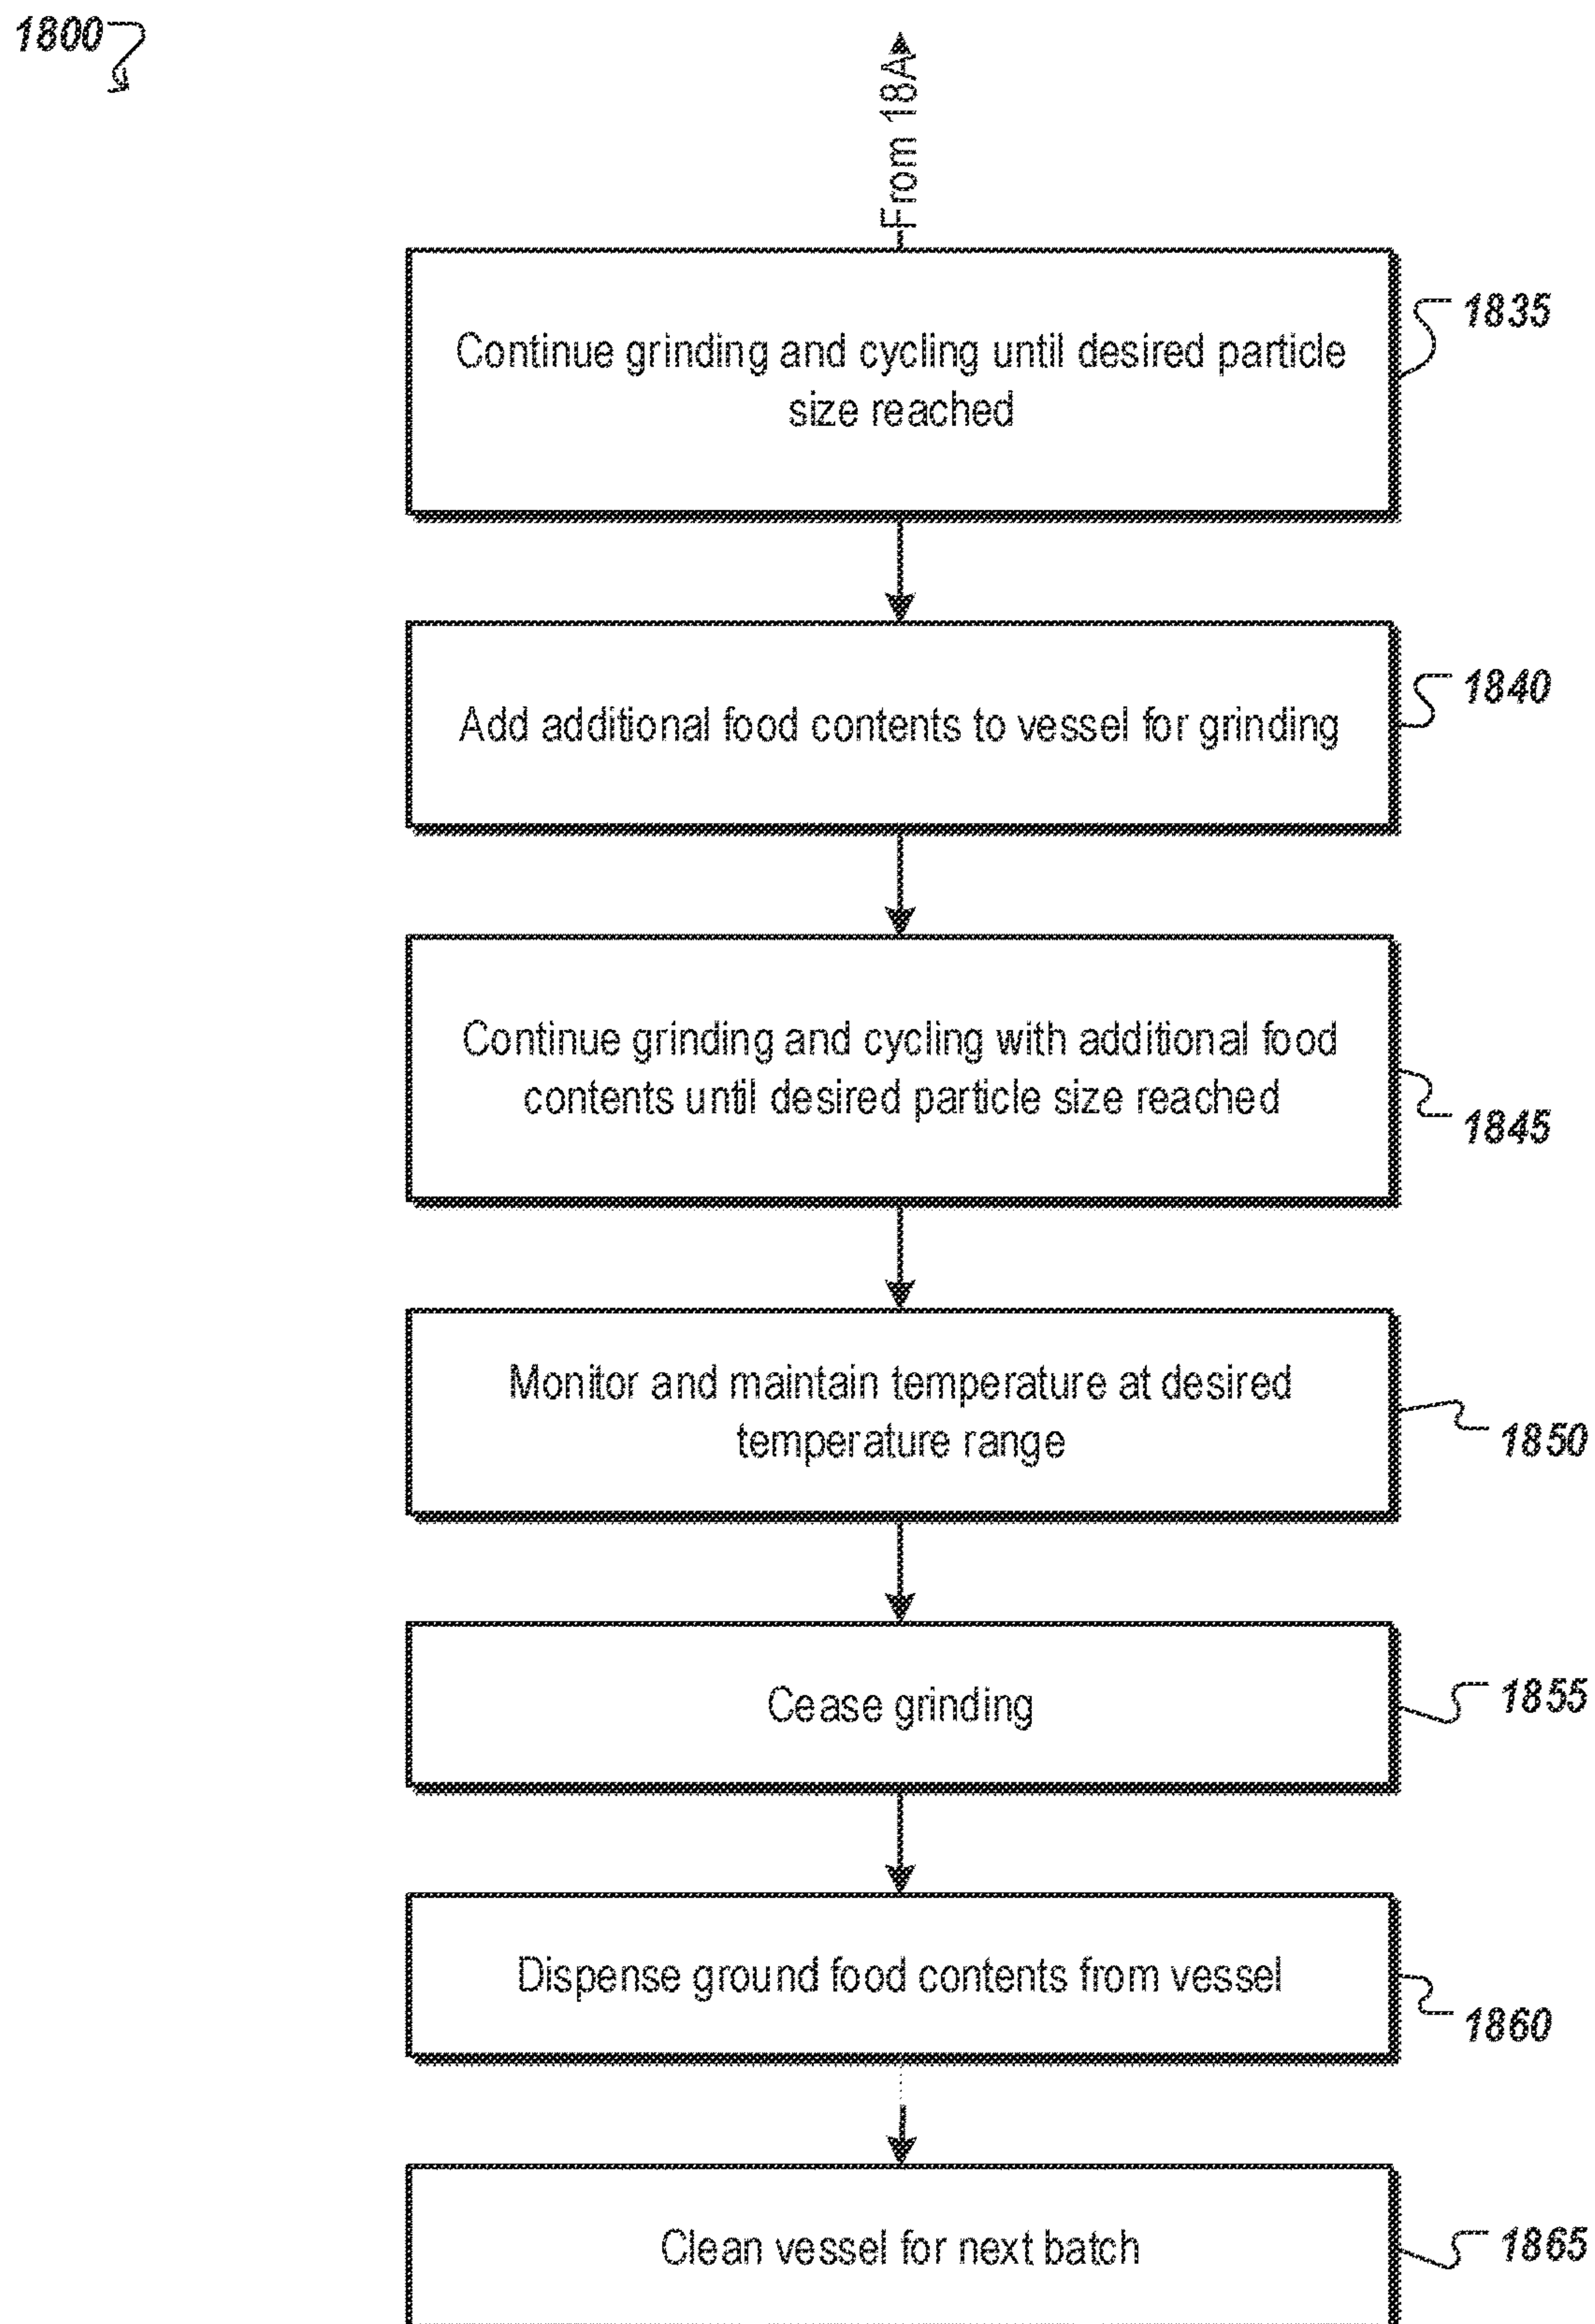 1800
From 18A
Continue grinding and cycling until desired particle
size reached
1835
Add additional food contents to vessel for grinding
1840
Continue grinding and cycling with additional food
contents until desired particle size reached
1845
Monitor and maintain temperature at desired
temperature range
1850
Cease grinding
1855
Dispense ground food contents from vessel
1860
Clean vessel for next batch
1865